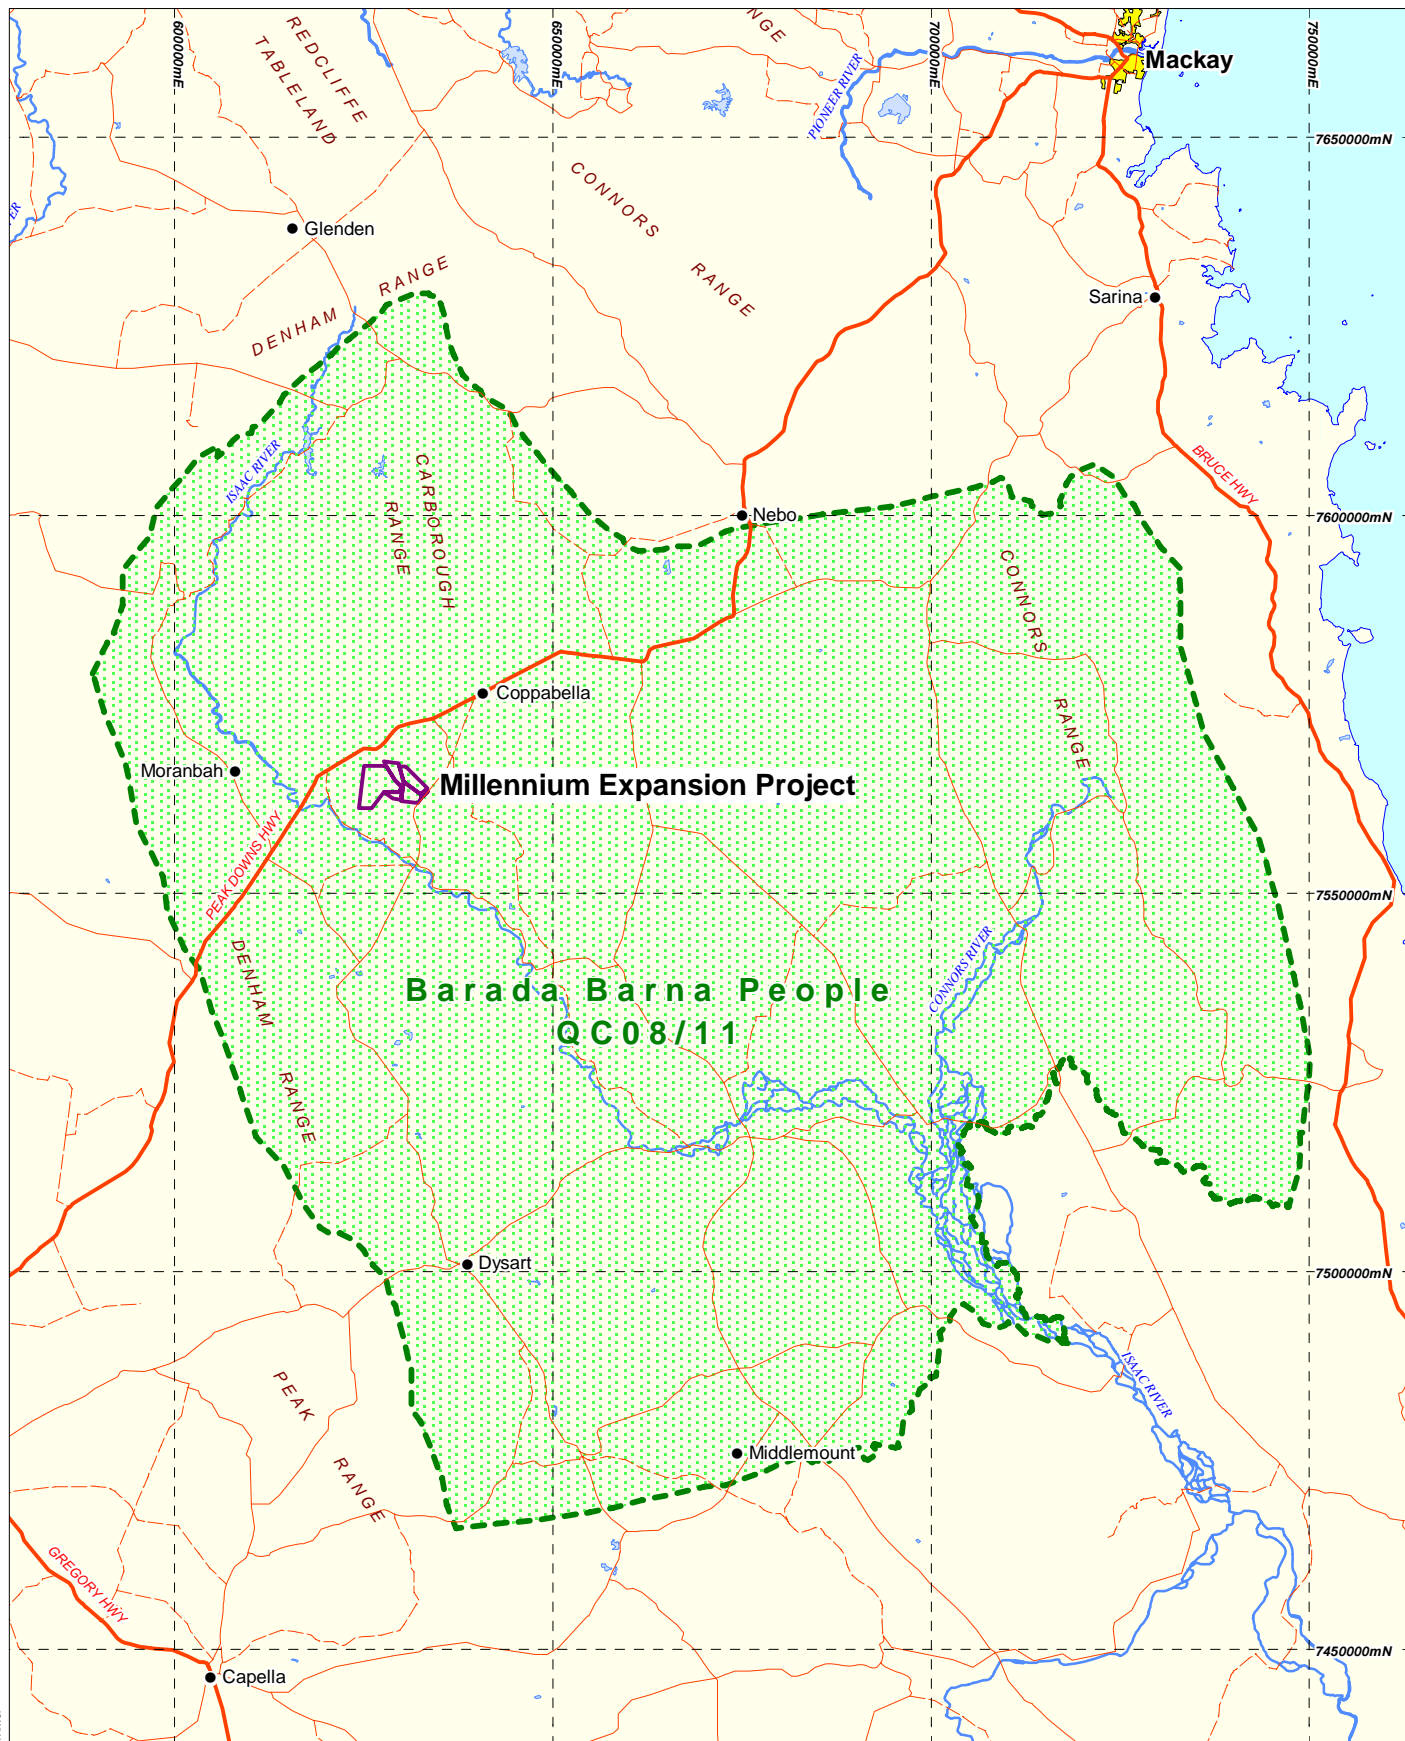 600000mE
650000mE
700000mE
750000mE
REDCLIFFE
TABLELAND
NGE
PIONEER RIVER
Mackay
7650000mN
CONNORS
RANGE
VER
Glenden
DENHAM
RANGE
Sarina
ISAAC RIVER
CARBOROUGH
RANGE
BRUCE HWY
Nebo
7600000mN
CONNORS
RANGE
Coppabella
Moranbah
Millennium Expansion Project
PEAK DOWNS HWY
7550000mN
DENHAM
RANGE
CONNORS RIVER
Barada Barna People
QC08/11
Dysart
7500000mN
ISAAC RIVER
PEAK
RANGE
Middlemount
GREGORY HWY
7450000mN
Capella